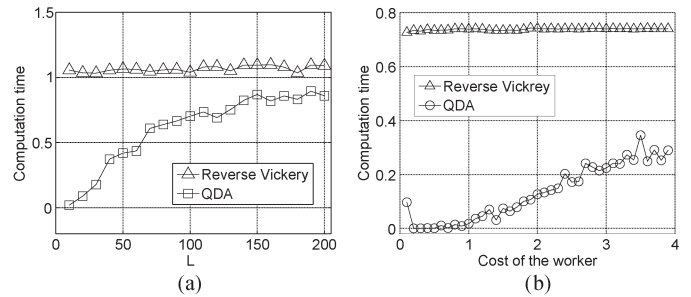 1.5
1
0.5
0
Computation time
Reverse Vickery
QDA
0 50 100 150 200
L
(a)
0.8
0.6
0.4
0.2
0
Computation time
Reverse Vickrey
QDA
0 1 2 3 4
Cost of the worker
(b)